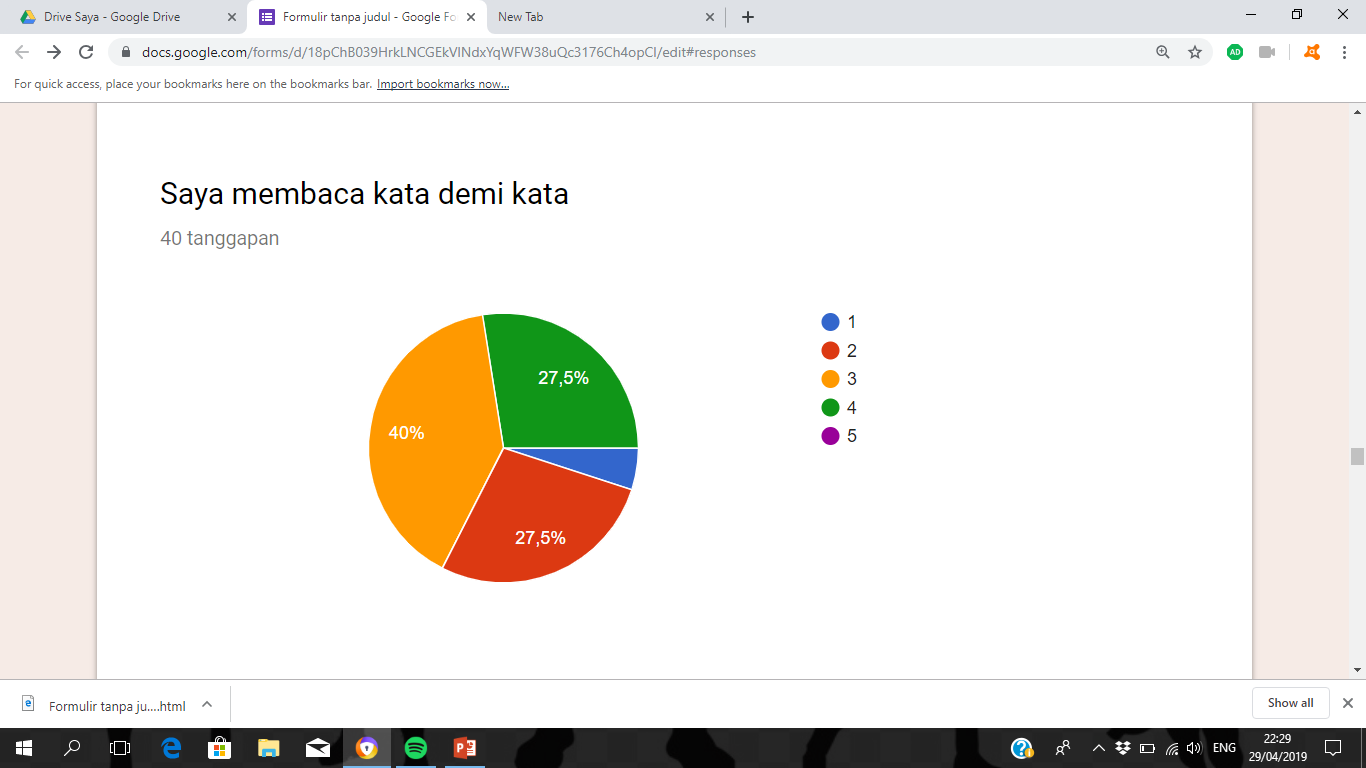 Drive Saya - Google Drive
Formulir tanpa judul - Google Fo
New Tab
docs.google.com/forms/d/18pChB039HrkLNCGEkVlNdxYqWFW38uQc3176Ch4opCI/edit#responses
AD
For quick access, place your bookmarks here on the bookmarks bar. Import bookmarks now...
Saya membaca kata demi kata
40 tanggapan
27,5%
40%
27,5%
1
2
3
4
5
Formulir tanpa ju....html
Show all
ENG
22:29
29/04/2019